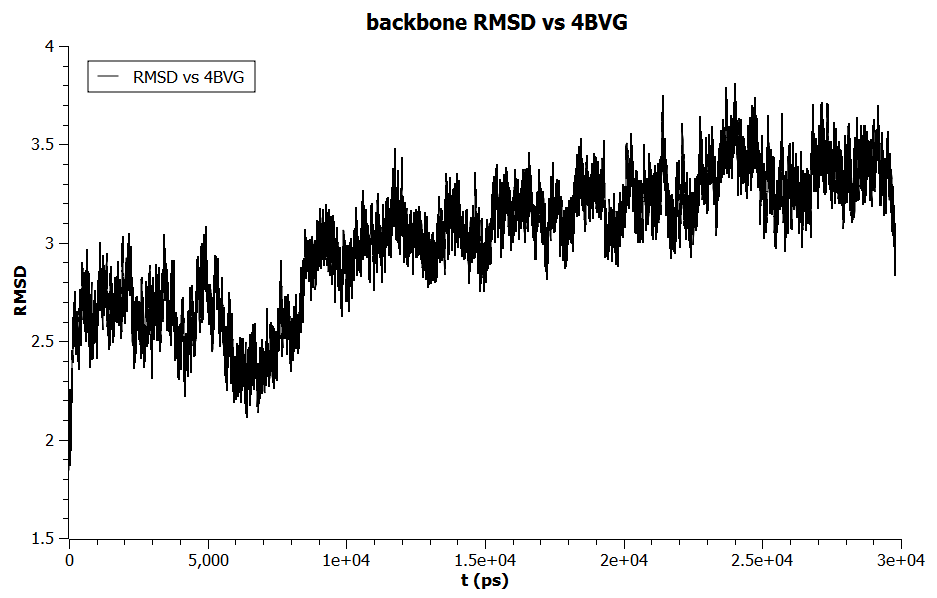 backbone RMSD vs 4BVG
RMSD vs 4BVG
4
3.5
3
2.5
2
1.5
RMSD
0 5,000 1e+04 1.5e+04 2e+04 2.5e+04 3e+04
t (ps)